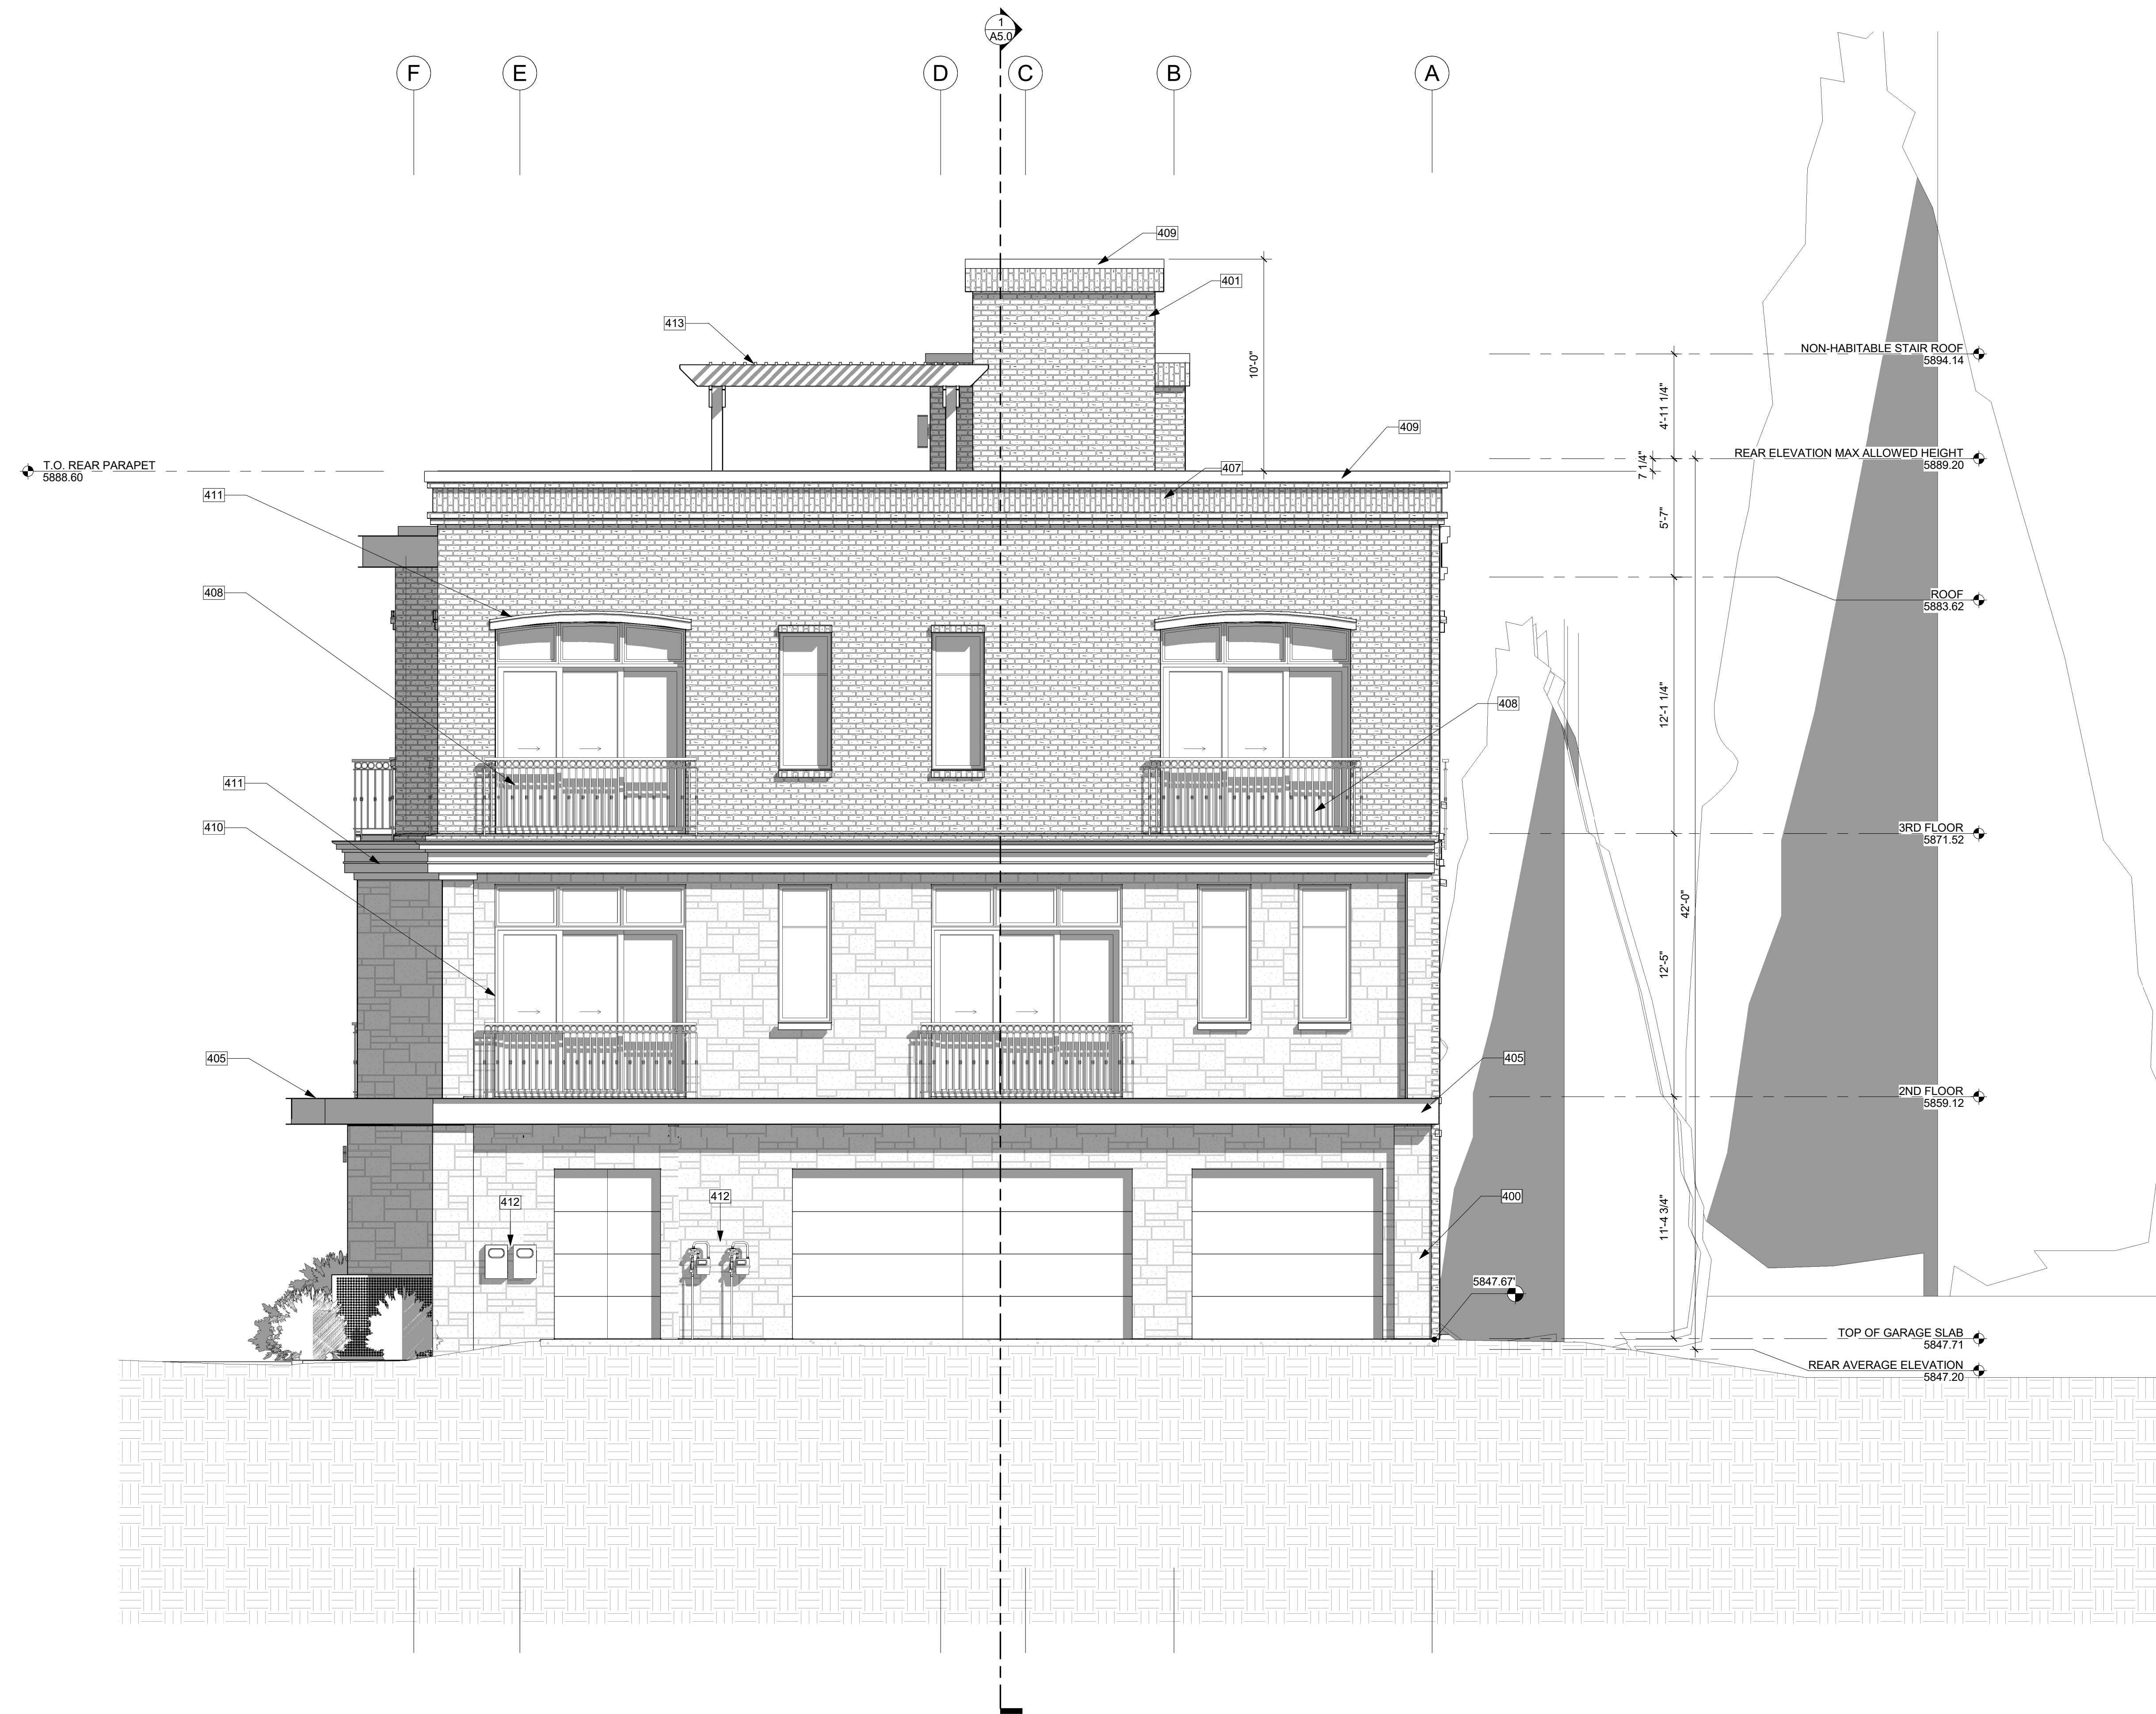 1
A5.0
F
E
D
C
B
A
409
401
413
10'-0"
NON-HABITABLE STAIR ROOF
5894.14
4'-11 1/4"
409
T.O. REAR PARAPET
5888.60
407
7 1/4"
REAR ELEVATION MAX ALLOWED HEIGHT
5889.20
411
5'-7"
408
ROOF
5883.62
408
12'-1 1/4"
411
410
3RD FLOOR
5871.52
42'-0"
12'-5"
405
405
2ND FLOOR
5859.12
412
412
400
11'-4 3/4"
5847.67'
TOP OF GARAGE SLAB
5847.71
REAR AVERAGE ELEVATION
5847.20